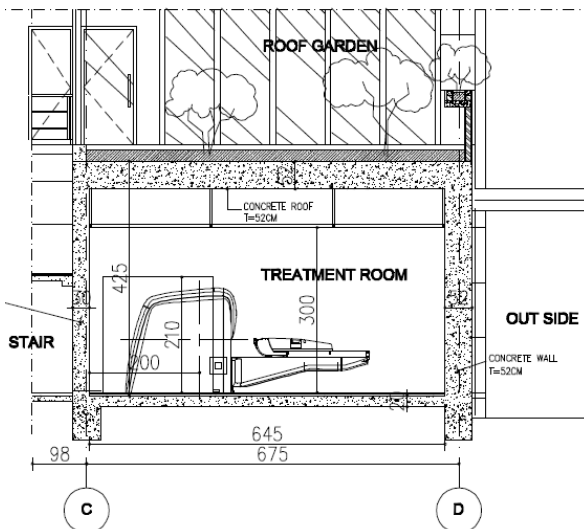 ROOF GARDEN
CONCRETE ROOF
T=52CM
425
TREATMENT ROOM
300
210
200
STAIR
OUT SIDE
CONCRETE WALL
T=52CM
645
98
675
C
D